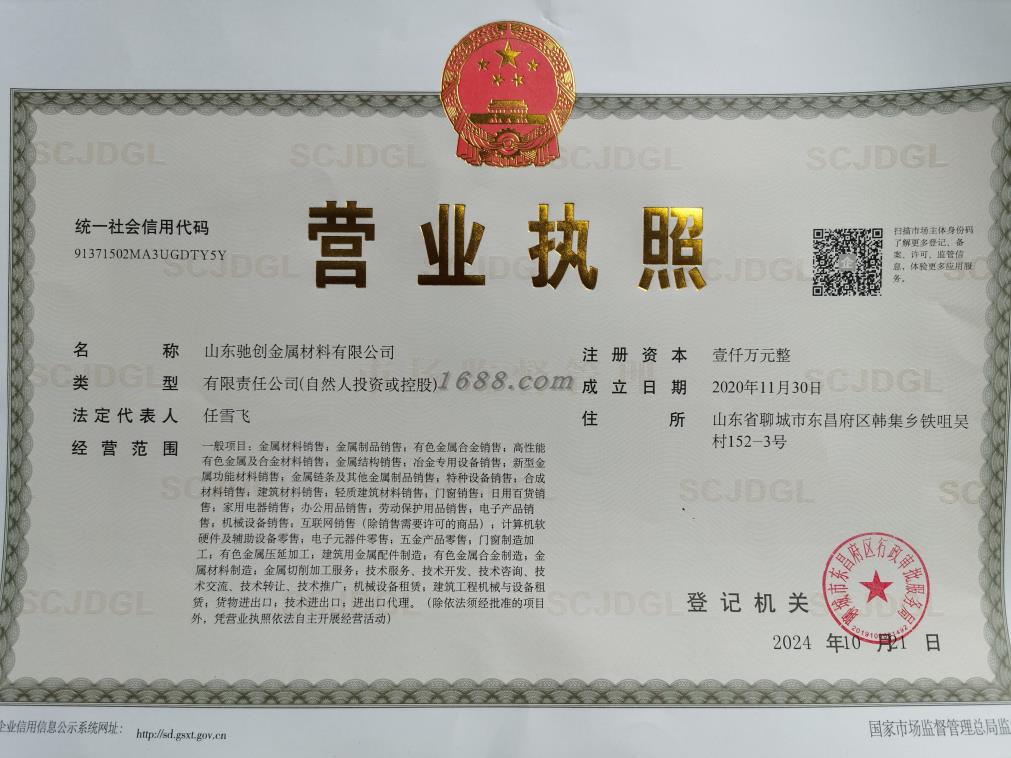 SCJDGL SCJDGL SCJDGL SCJDGL
营业执照
统一社会信用代码
91371502MA3UGDTY5Y
扫描市场主体身份码
了解更多登记、备
案、许可、监管信
息，体验更多应用服
务。
名称 山东驰创金属材料有限公司
类型 有限责任公司(自然人投资或控股)
1688.com
法定代表人 任雪飞
经营范围 一般项目：金属材料销售；金属制品销售；有色金属合金销售；高性能
有色金属及合金材料销售；金属结构销售；冶金专用设备销售；新型金
属功能材料销售；金属链条及其他金属制品销售；特种设备销售；合成
材料销售；建筑材料销售；轻质建筑材料销售；门窗销售；日用百货销
售；家用电器销售；办公用品销售；劳动保护用品销售；电子产品销
售；机械设备销售；互联网销售（除销售需要许可的商品）；计算机软
硬件及辅助设备零售；电子元器件零售；五金产品零售；门窗制造加
工；有色金属压延加工；建筑用金属配件制造；有色金属合金制造；金
属材料制造；金属切削加工服务；技术服务、技术开发、技术咨询、技
术交流、技术转让、技术推广；机械设备租赁；建筑工程机械与设备租
赁；货物进出口；技术进出口；进出口代理。（除依法须经批准的项目
外，凭营业执照依法自主开展经营活动）
注册资本 壹仟万元整
成立日期 2020年11月30日
住所 山东省聊城市东昌府区韩集乡铁咀吴
村152-3号
登记机关
聊城市东昌府区行政审批服务局
2024 年10 月21 日
企业信用信息公示系统网址： http://sd.gsxt.gov.cn
国家市场监督管理总局监